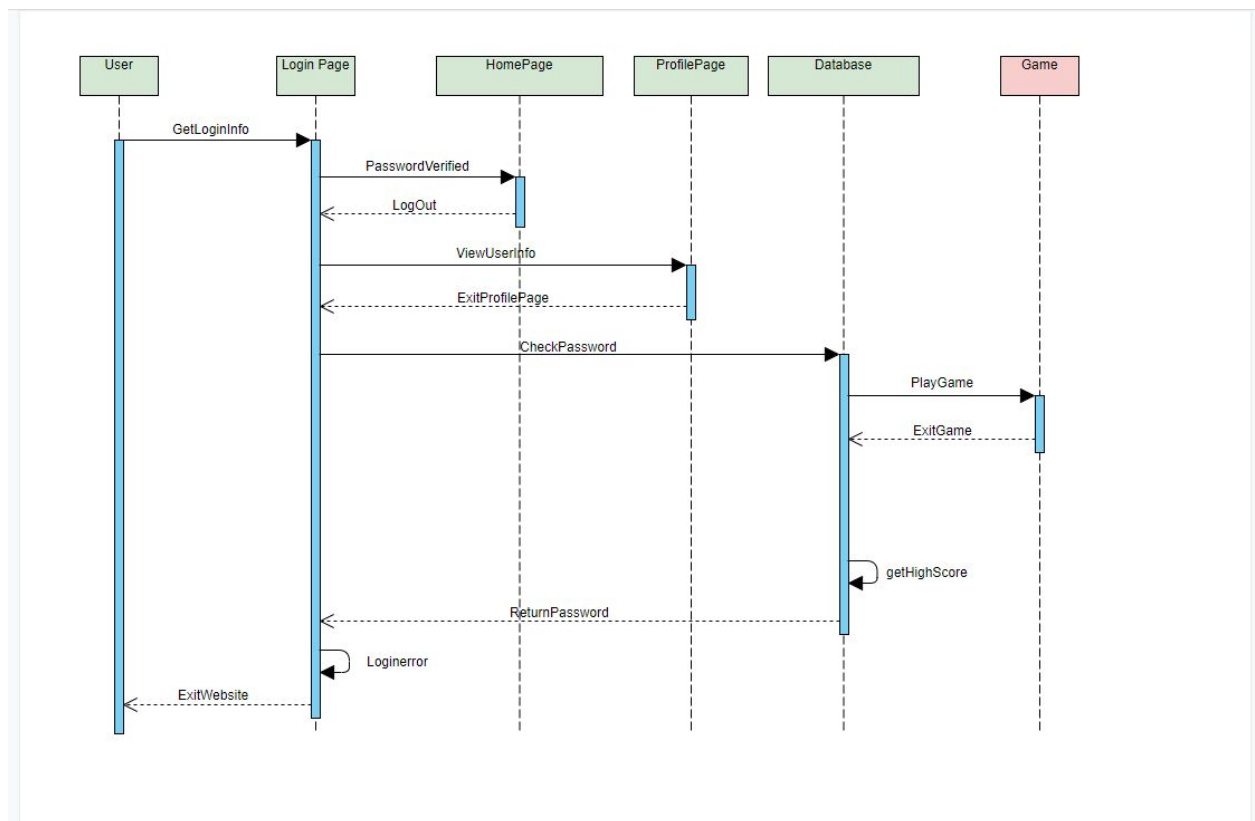 User
Login Page
HomePage
ProfilePage
Database
Game
GetLoginInfo
PasswordVerified
LogOut
ViewUserInfo
ExitProfilePage
CheckPassword
PlayGame
ExitGame
getHighScore
ReturnPassword
Loginerror
ExitWebsite